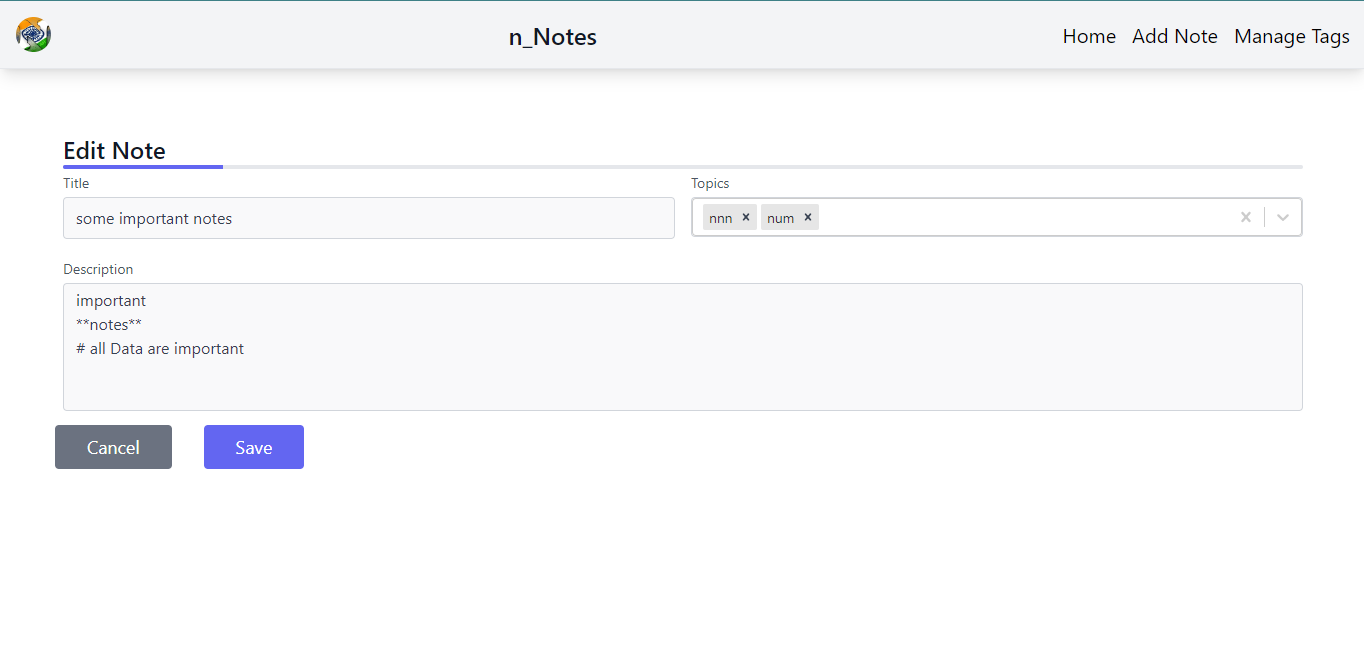 n_Notes
Home Add Note Manage Tags
Edit Note
Title
some important notes
Topics
nnn
num
Description
important
**notes**
# all Data are important
Cancel
Save